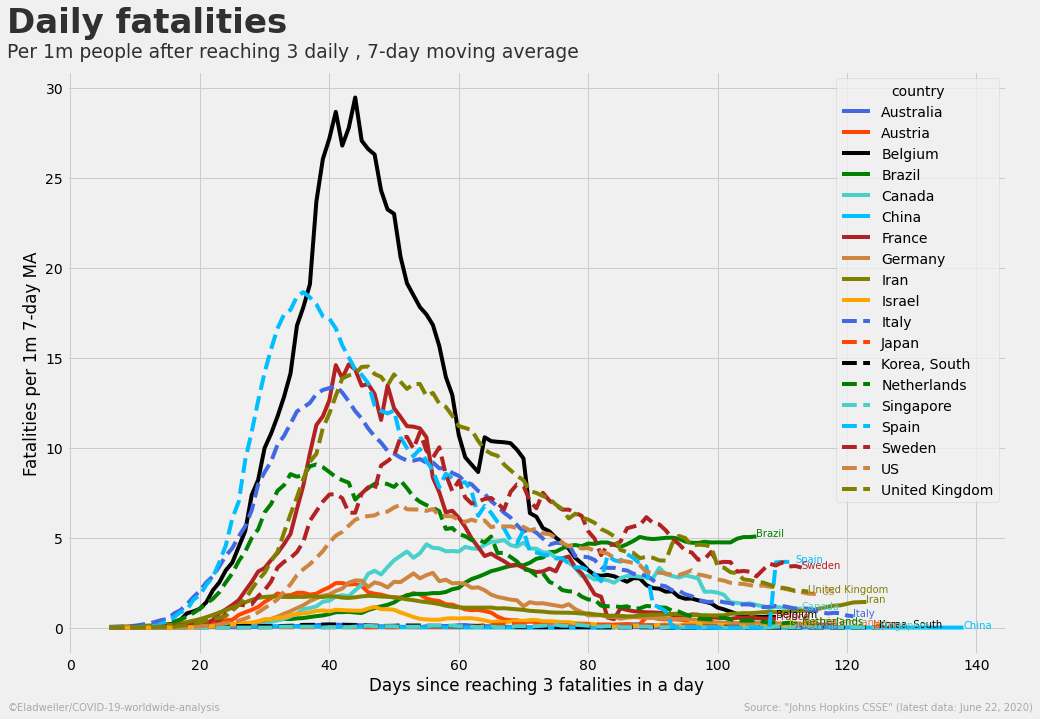 Daily fatalities
Per 1m people after reaching 3 daily , 7-day moving average
Fatalities per 1m 7-day MA
30
25
20
15
10
5
0
0 20 40 60 80 100 120 140
Days since reaching 3 fatalities in a day
country
Australia
Austria
Belgium
Brazil
Canada
China
France
Germany
Iran
Israel
Italy
Japan
Korea, South
Netherlands
Singapore
Spain
Sweden
US
United Kingdom
Brazil
Spain
Sweden
United Kingdom
US
Iran
Canada
Italy
Belgium
Netherlands
Korea, South
China
©Eladweller/COVID-19-worldwide-analysis
Source: "Johns Hopkins CSSE" (latest data: June 22, 2020)